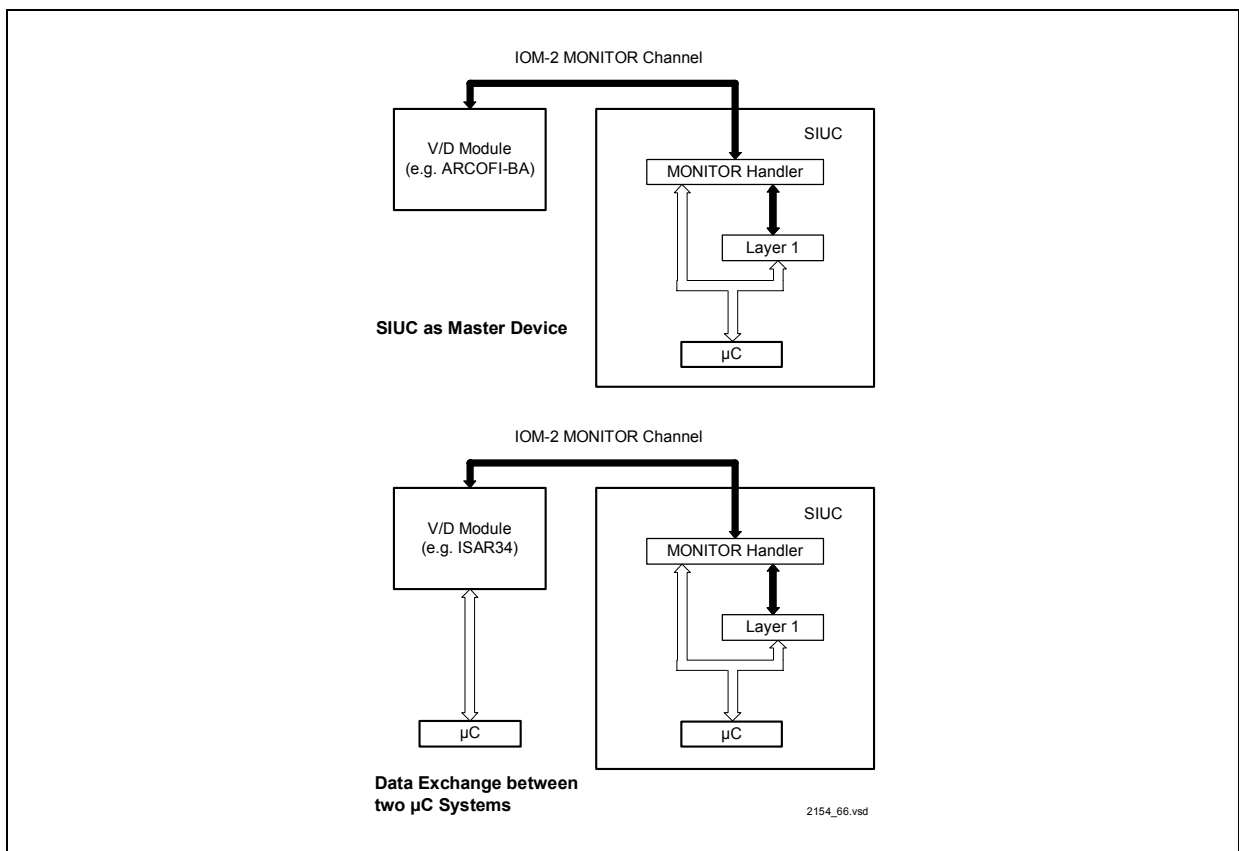 IOM-2 MONITOR Channel
SIUC
V/D Module
(e.g. ARCOFI-BA)
MONITOR Handler
Layer 1
SIUC as Master Device
µC
IOM-2 MONITOR Channel
SIUC
V/D Module
(e.g. ISAR34)
MONITOR Handler
Layer 1
µC
µC
Data Exchange between
two µC Systems
2154_66.vsd